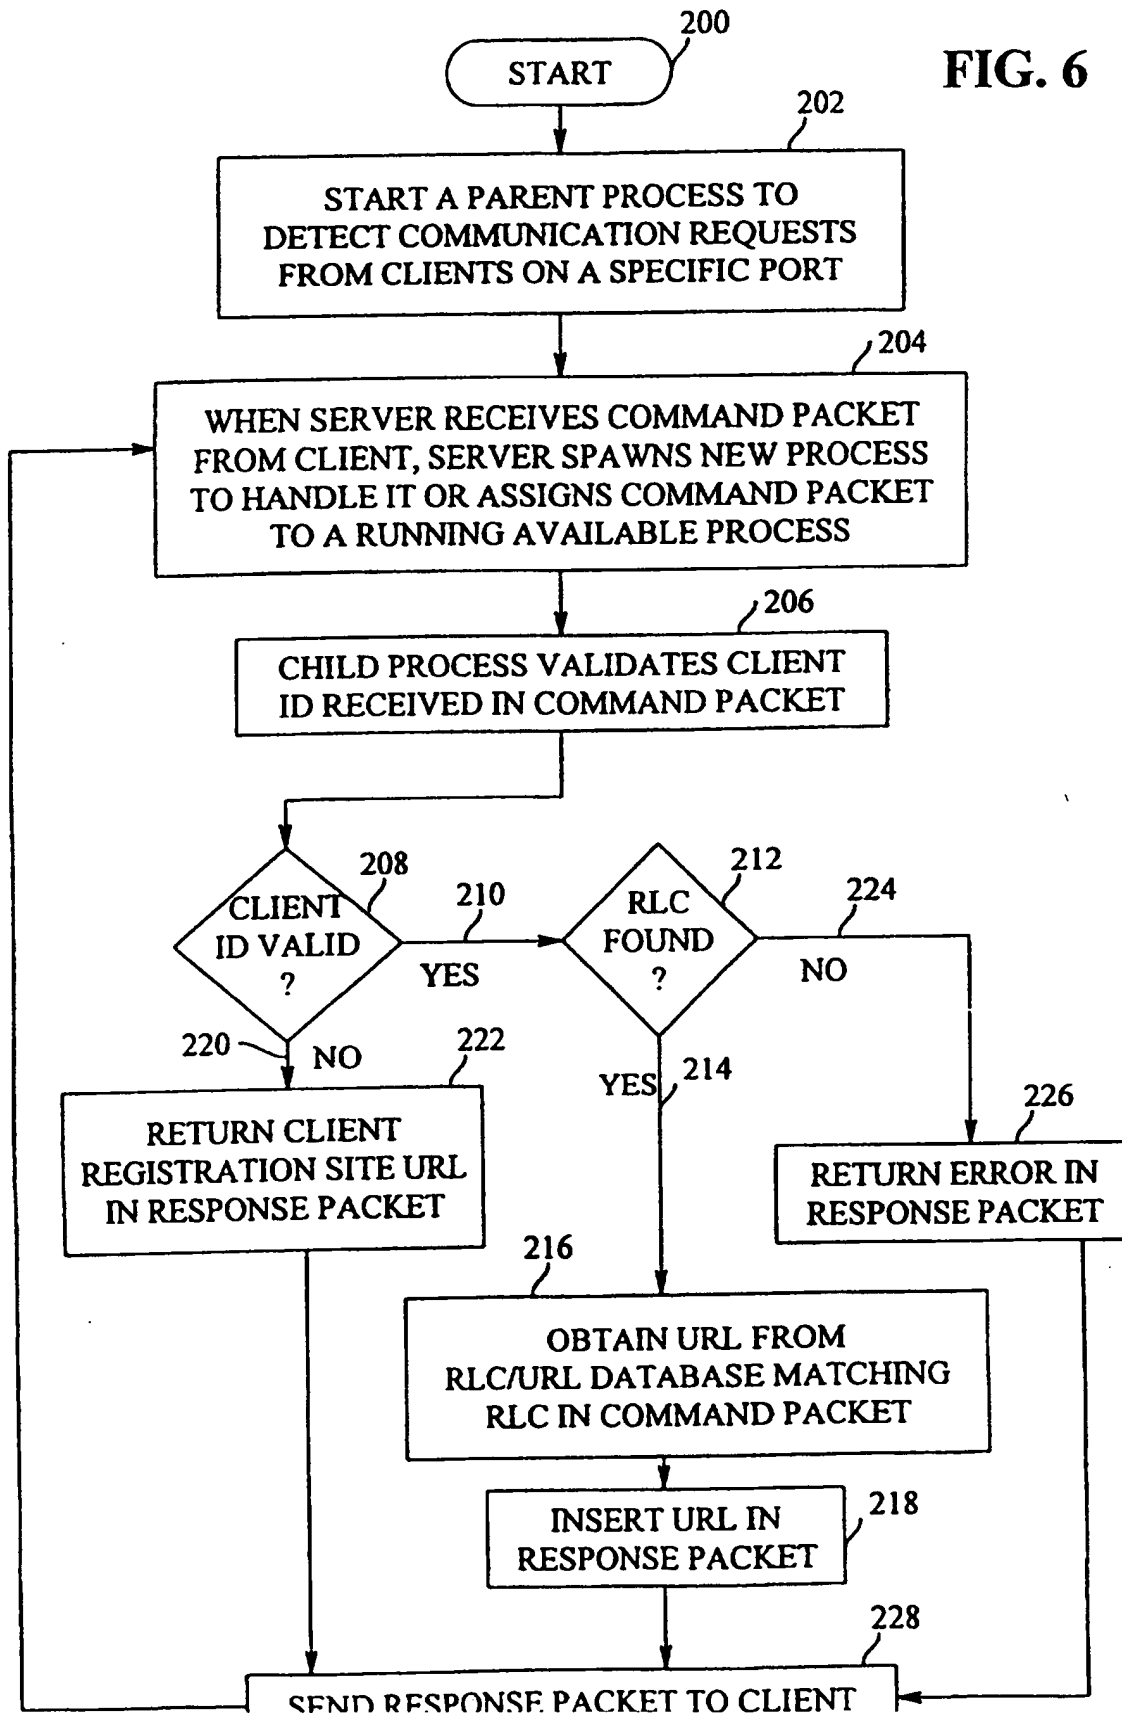 200
START
FIG. 6
202
START A PARENT PROCESS TO
DETECT COMMUNICATION REQUESTS
FROM CLIENTS ON A SPECIFIC PORT
204
WHEN SERVER RECEIVES COMMAND PACKET
FROM CLIENT, SERVER SPAWNS NEW PROCESS
TO HANDLE IT OR ASSIGNS COMMAND PACKET
TO A RUNNING AVAILABLE PROCESS
206
CHILD PROCESS VALIDATES CLIENT
ID RECEIVED IN COMMAND PACKET
208
CLIENT
ID VALID
?
210
YES
212
RLC
FOUND
?
224
NO
220
NO
222
RETURN CLIENT
REGISTRATION SITE URL
IN RESPONSE PACKET
YES
214
226
RETURN ERROR IN
RESPONSE PACKET
216
OBTAIN URL FROM
RLC/URL DATABASE MATCHING
RLC IN COMMAND PACKET
218
INSERT URL IN
RESPONSE PACKET
228
SEND RESPONSE PACKET TO CLIENT